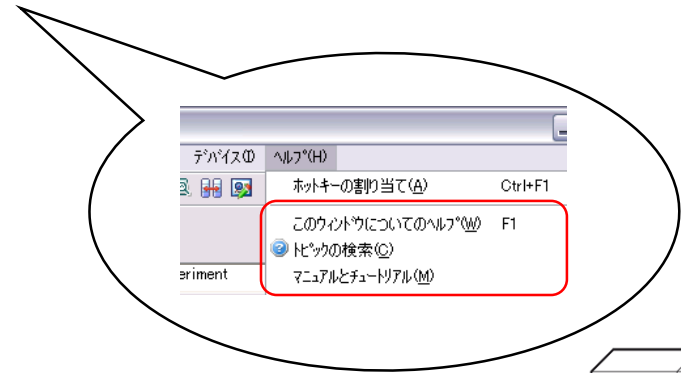 デバイス(I) ヘルプ(H)
ホットキーの割り当て(A) Ctrl+F1
このウィンドウについてのヘルプ(W) F1
トピックの検索(C)
eriment マニュアルとチュートリアル(M)